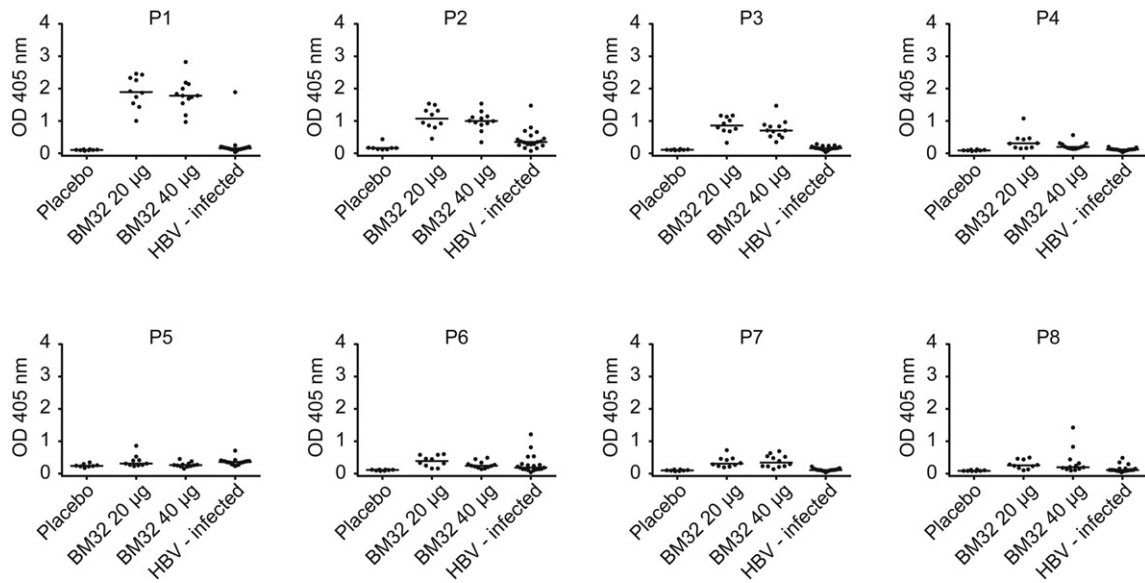 P1 P2 P3 P4
4 4 4 4
3 3 3 3
2 2 2 2
1 1 1 1
0 0 0 0
OD 405 nm OD 405 nm OD 405 nm OD 405 nm
Placebo BM32 20 µg BM32 40 µg HBV - infected Placebo BM32 20 µg BM32 40 µg HBV - infected Placebo BM32 20 µg BM32 40 µg HBV - infected Placebo BM32 20 µg BM32 40 µg HBV - infected
P5 P6 P7 P8
4 4 4 4
3 3 3 3
2 2 2 2
1 1 1 1
0 0 0 0
OD 405 nm OD 405 nm OD 405 nm OD 405 nm
Placebo BM32 20 µg BM32 40 µg HBV - infected Placebo BM32 20 µg BM32 40 µg HBV - infected Placebo BM32 20 µg BM32 40 µg HBV - infected Placebo BM32 20 µg BM32 40 µg HBV - infected